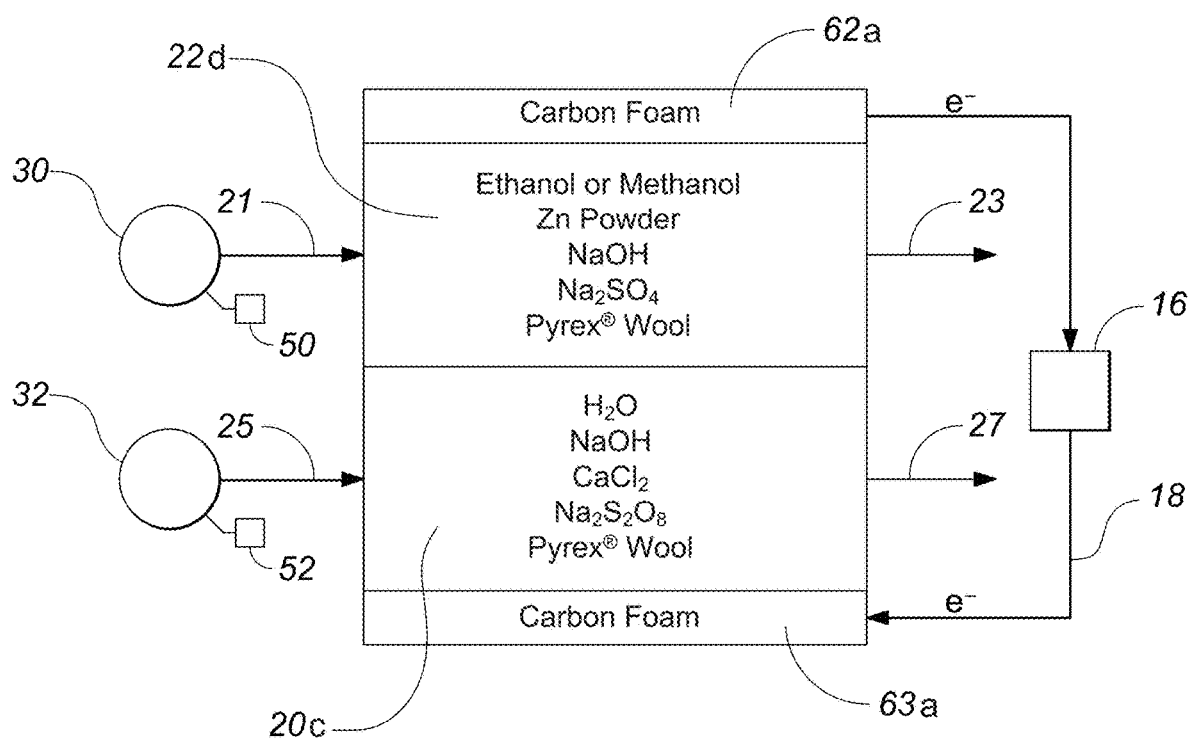 62a
22d
Carbon Foam
e⁻
30
21
Ethanol or Methanol
Zn Powder
NaOH
Na₂SO₄
Pyrex® Wool
23
50
16
32
25
H₂O
NaOH
CaCl₂
Na₂S₂O₈
Pyrex® Wool
27
18
52
Carbon Foam
e⁻
63a
20c